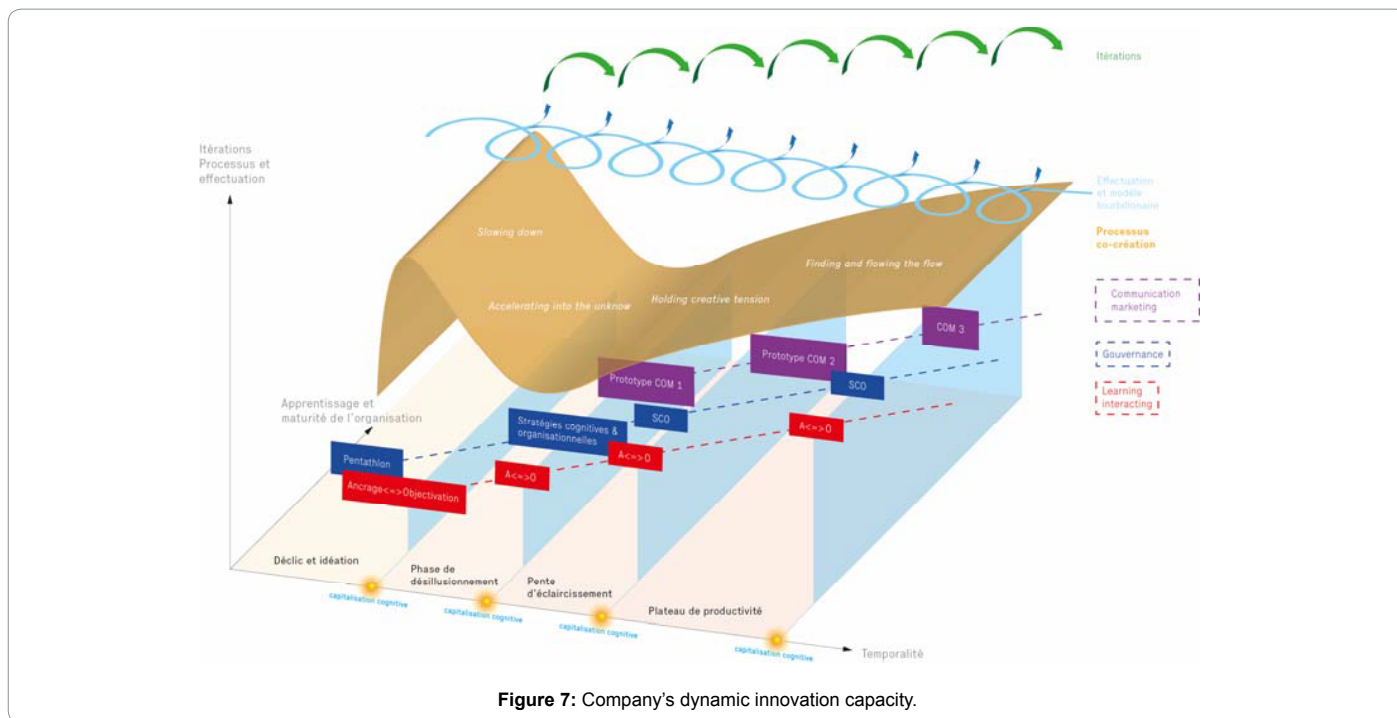 Itérations
Itérations
Processus et
effectuation
Effectuation
et modèle
tourbillonaire
Slowing down
Processus
co-création
Finding and flowing the flow
Accelerating into the unknow
Holding creative tension
Communication
marketing
COM 3
Prototype COM 2
Prototype COM 1
Gouvernance
SCO
Learning
interacting
Apprentissage et
maturité de l'organisation
Stratégies cognitives &
organisationnelles
SCO
A<=>O
A<=>O
Pentathlon
A<=>O
Ancrage<=>Objectivation
Déclic et idéation
Phase de
désillusionnement
Pente
d'éclaircissement
Plateau de productivité
capitalisation cognitive
capitalisation cognitive
capitalisation cognitive
capitalisation cognitive
Temporalité
Figure 7: Company's dynamic innovation capacity.